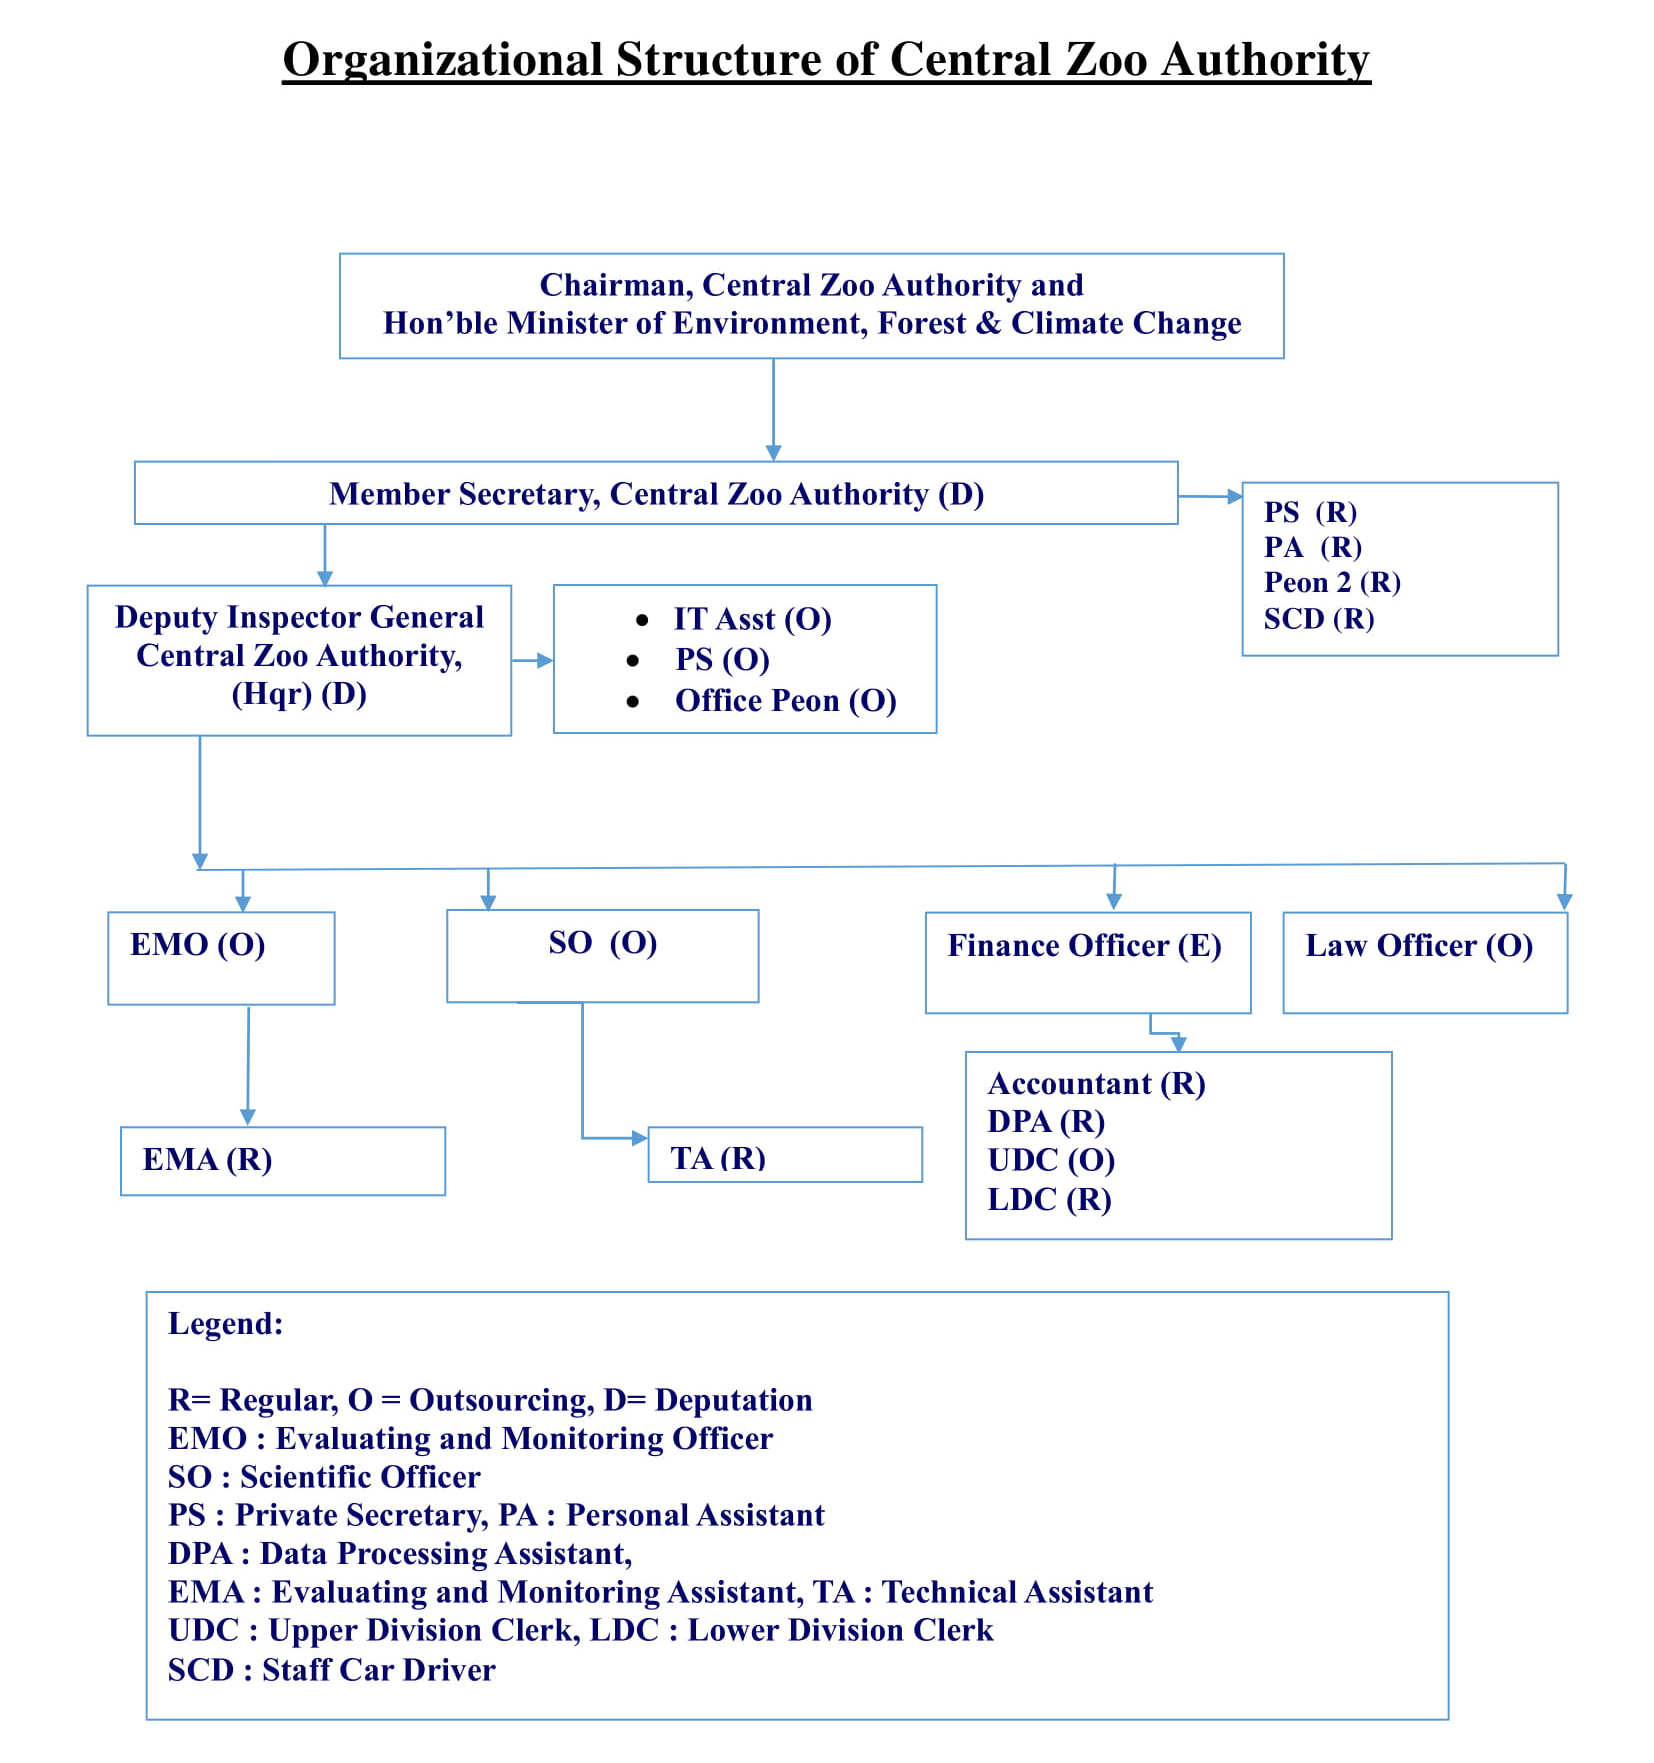 Organizational Structure of Central Zoo Authority
Chairman, Central Zoo Authority and
Hon’ble Minister of Environment, Forest & Climate Change
Member Secretary, Central Zoo Authority (D)
PS  (R)
PA  (R)
Peon 2 (R)
SCD (R)
Deputy Inspector General
Central Zoo Authority,
(Hqr) (D)
• IT Asst (O)
• PS (O)
• Office Peon (O)
EMO (O)
SO  (O)
Finance Officer (E)
Law Officer (O)
EMA (R)
TA (R)
Accountant (R)
DPA (R)
UDC (O)
LDC (R)
Legend:
R= Regular, O = Outsourcing, D= Deputation
EMO : Evaluating and Monitoring Officer
SO : Scientific Officer
PS : Private Secretary, PA : Personal Assistant
DPA : Data Processing Assistant,
EMA : Evaluating and Monitoring Assistant, TA : Technical Assistant
UDC : Upper Division Clerk, LDC : Lower Division Clerk
SCD : Staff Car Driver